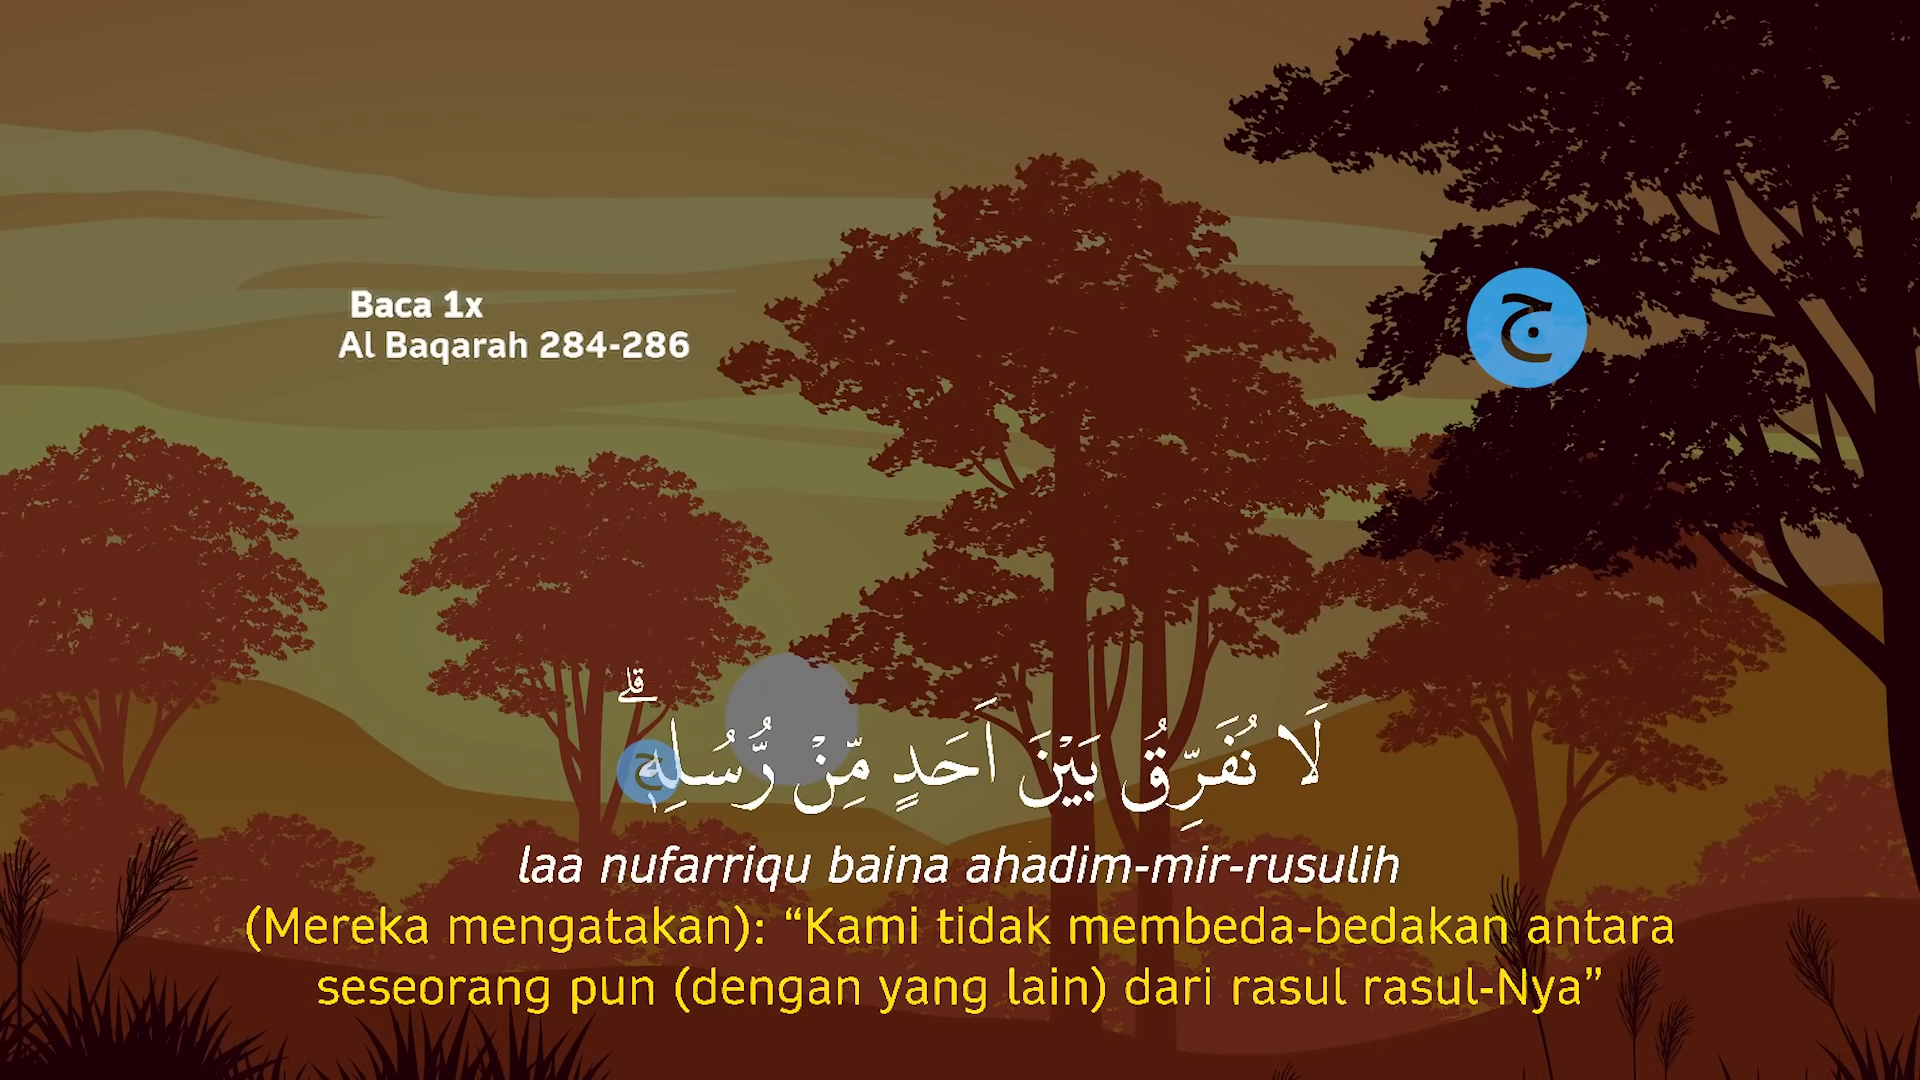 Baca 1x
Al Baqarah 284-286
ج
لَا نُفَرِّقُ بَيْنَ اَحَدٍ مِّنْ رُّسُلِهٖ ۗ
ج
laa nufarriqu baina ahadim-mir-rusulih
(Mereka mengatakan): “Kami tidak membeda-bedakan antara
seseorang pun (dengan yang lain) dari rasul rasul-Nya”